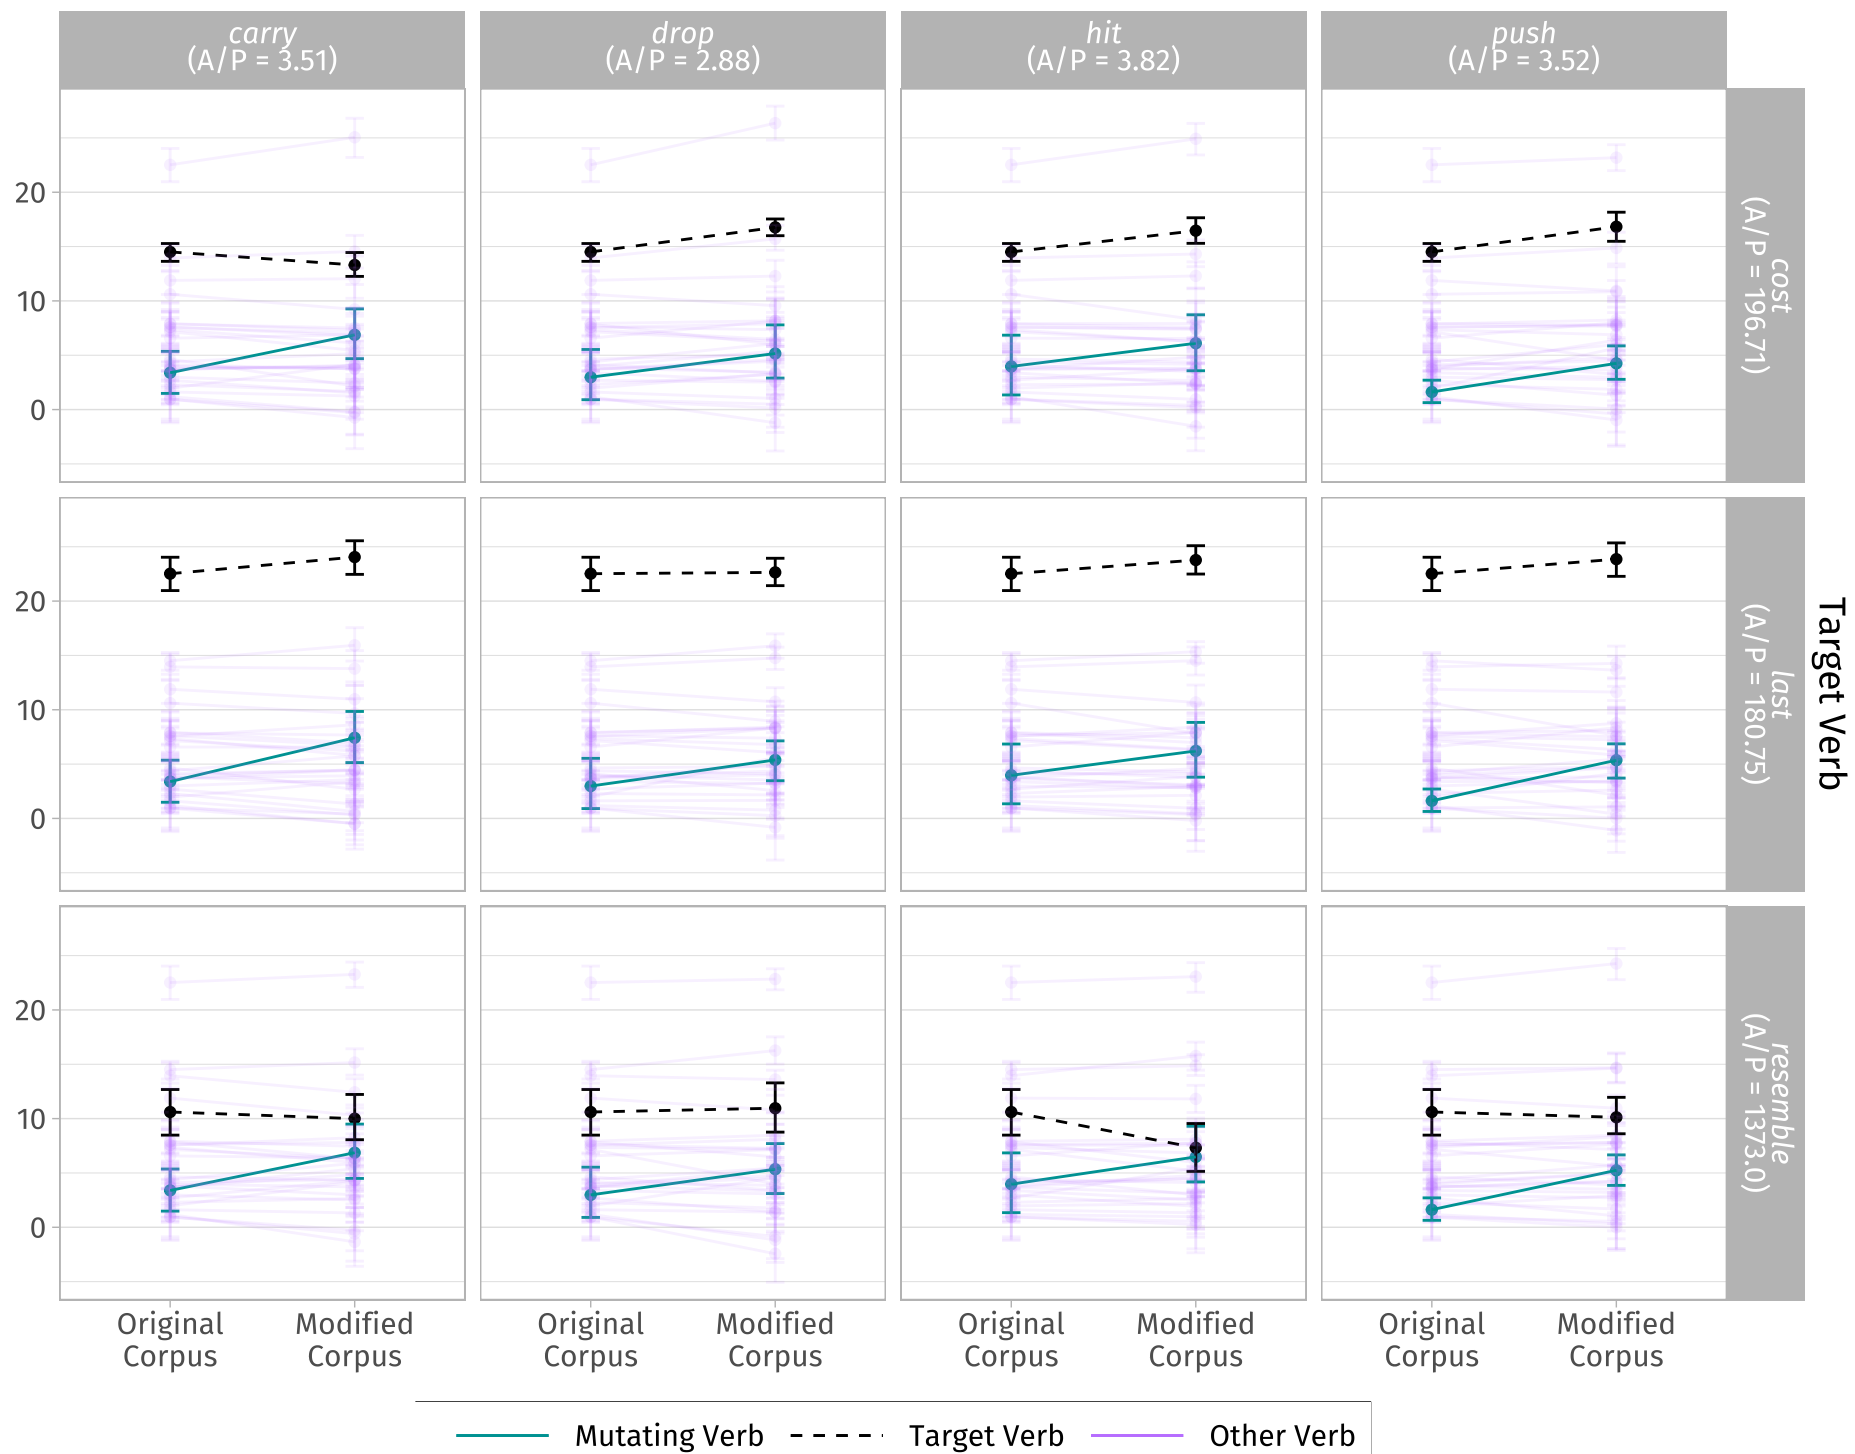 carry
(A/P = 3.51)
drop
(A/P = 2.88)
hit
(A/P = 3.82)
push
(A/P = 3.52)
20
10
0
cost
(A/P = 196.71)
20
10
0
last
(A/P = 180.75)
Target Verb
20
10
0
resemble
(A/P = 1373.0)
Original
Corpus
Modified
Corpus
Original
Corpus
Modified
Corpus
Original
Corpus
Modified
Corpus
Original
Corpus
Modified
Corpus
Mutating Verb
Target Verb
Other Verb